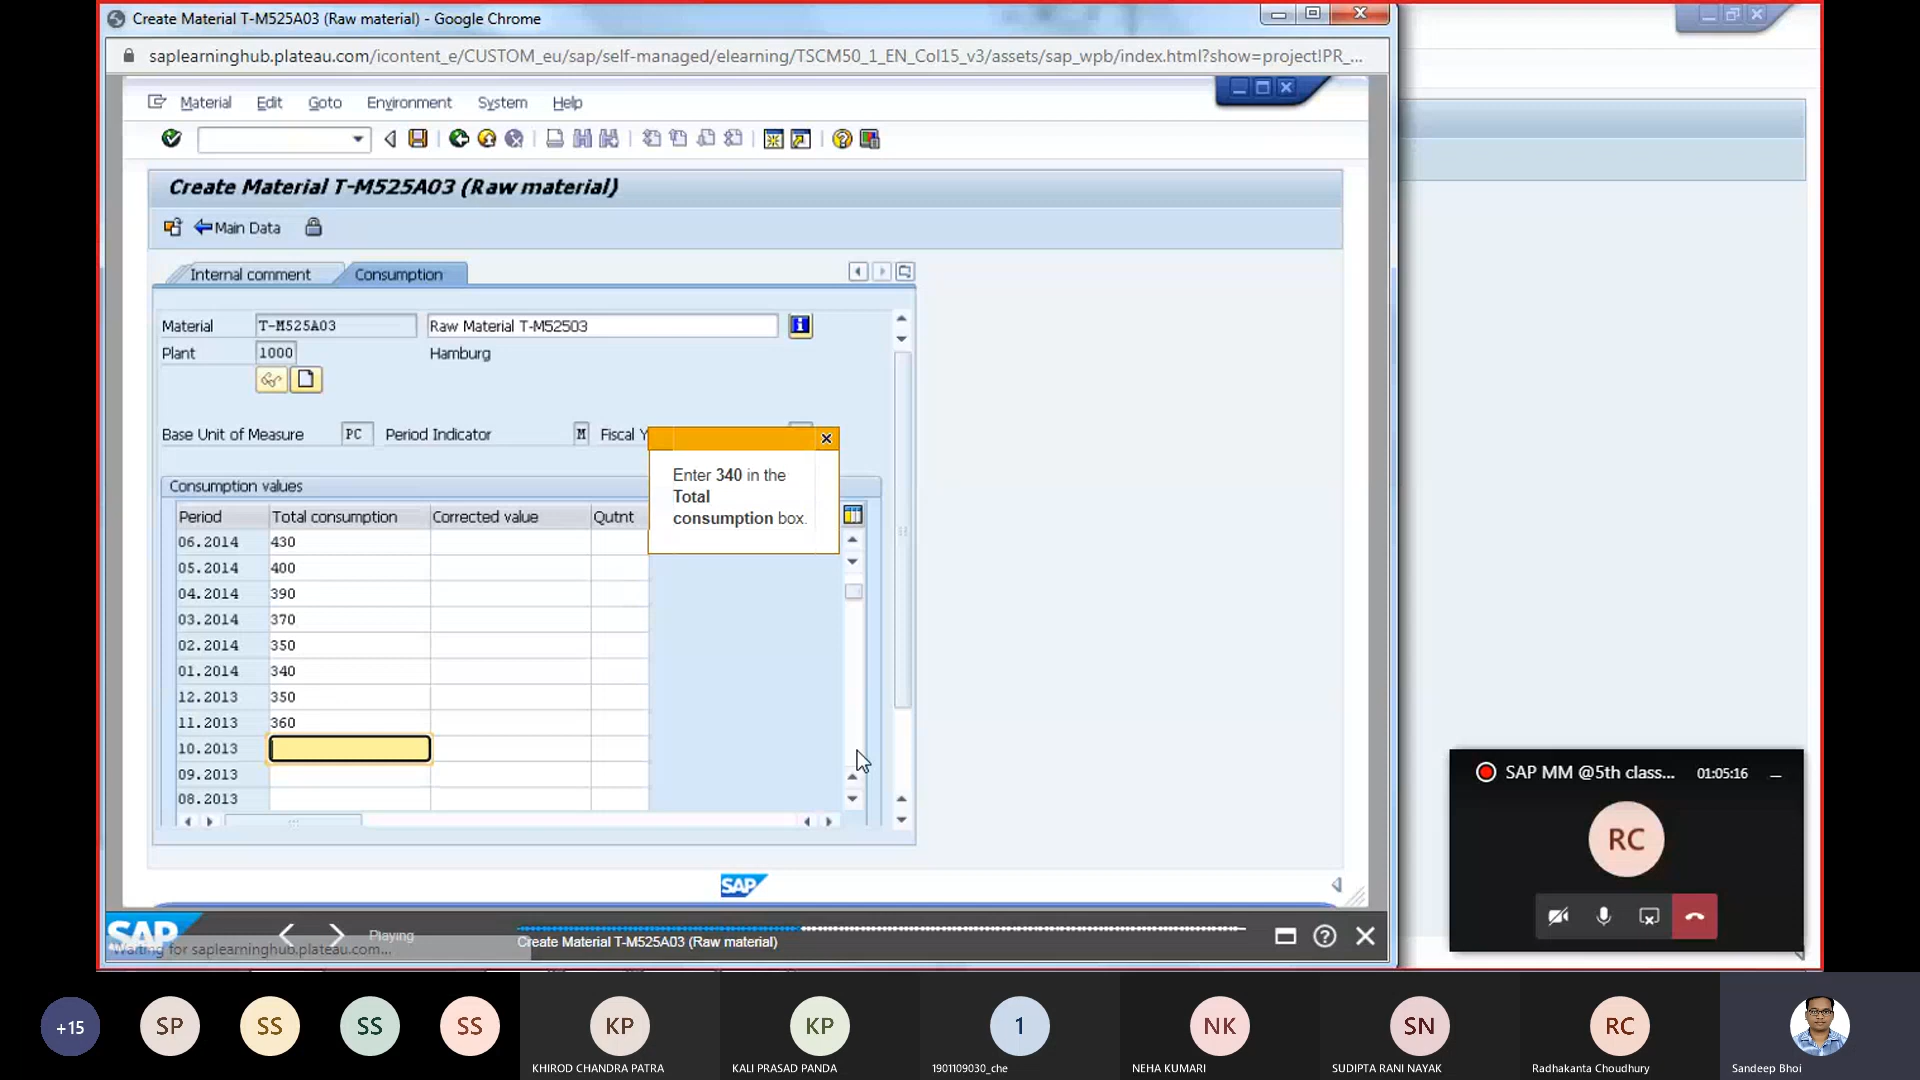 Create Material T-M525A03 (Raw material) - Google Chrome
saplearninghub.plateau.com/icontent_e/CUSTOM_eu/sap/self-managed/elearning/TSCM50_1_EN_Col15_v3/assets/sap_wpb/index.html?show=project!PR_...
Material Edit Goto Environment System Help
Create Material T-M525A03 (Raw material)
Main Data
Internal comment Consumption
Material T-M525A03 Raw Material T-M52503
Plant 1000 Hamburg
Base Unit of Measure PC Period Indicator M Fiscal Y
Enter 340 in the
Total
consumption box.
Consumption values
Period Total consumption Corrected value Qutnt
06.2014 430
05.2014 400
04.2014 390
03.2014 370
02.2014 350
01.2014 340
12.2013 350
11.2013 360
10.2013
09.2013
08.2013
SAP
SAP
Playing
Create Material T-M525A03 (Raw material)
Waiting for saplearninghub.plateau.com...
SAP MM @5th class... 01:05:16
RC
+15 SP SS SS SS KP KP 1 NK SN RC
KHIROD CHANDRA PATRA KALI PRASAD PANDA 1901109030_che NEHA KUMARI SUDIPTA RANI NAYAK Radhakanta Choudhury Sandeep Bhoi